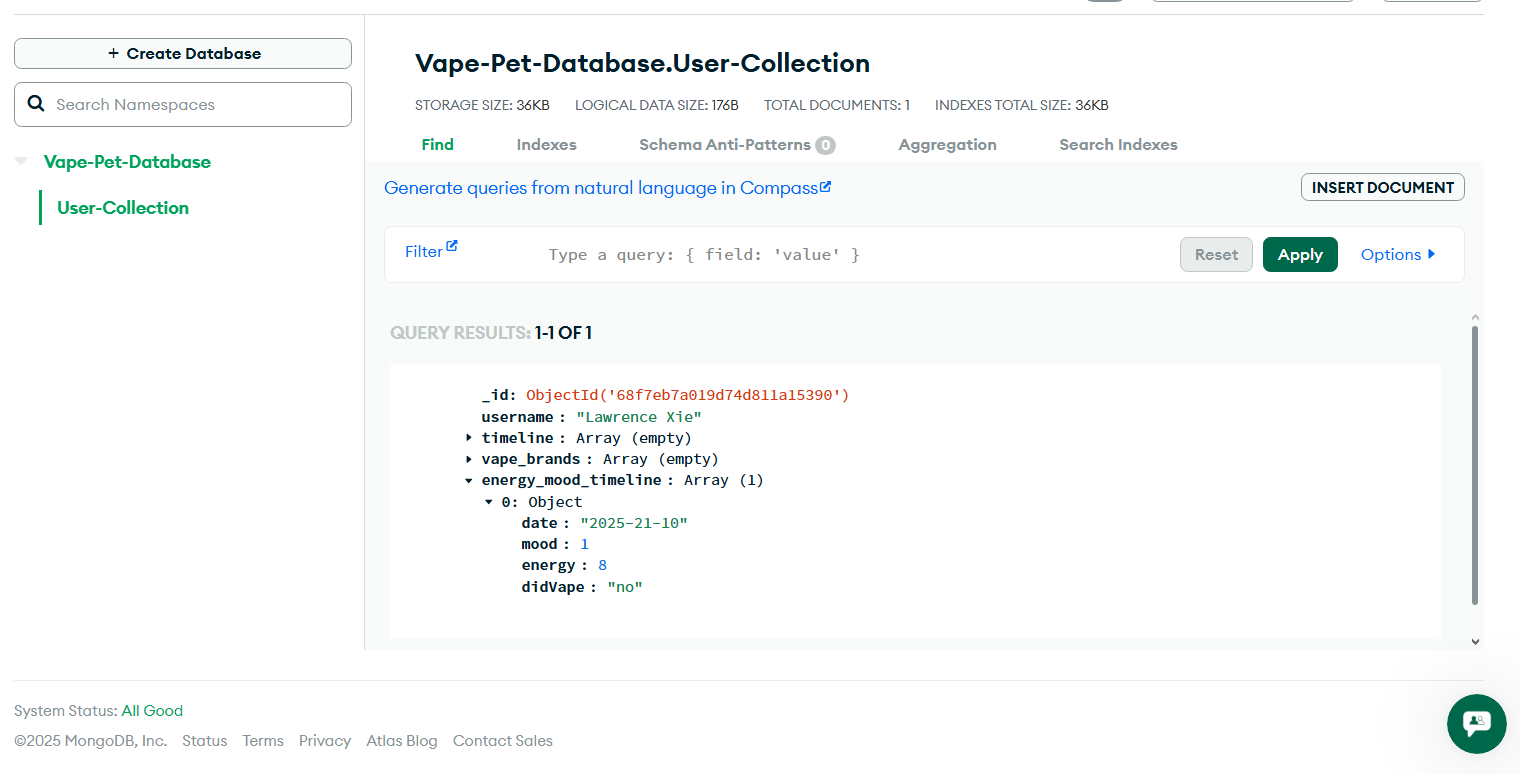 + Create Database
Search Namespaces
Vape-Pet-Database
User-Collection
Vape-Pet-Database.User-Collection
STORAGE SIZE: 36KB LOGICAL DATA SIZE: 176B TOTAL DOCUMENTS: 1 INDEXES TOTAL SIZE: 36KB
Find Indexes Schema Anti-Patterns 0 Aggregation Search Indexes
Generate queries from natural language in Compass
INSERT DOCUMENT
Filter Type a query: { field: 'value' } Reset Apply Options
QUERY RESULTS: 1-1 OF 1
_id: ObjectId('68f7eb7a019d74d811a15390')
username : "Lawrence Xie"
timeline : Array (empty)
vape_brands : Array (empty)
energy_mood_timeline : Array (1)
0: Object
date : "2025-21-10"
mood : 1
energy : 8
didVape : "no"
System Status: All Good
©2025 MongoDB, Inc. Status Terms Privacy Atlas Blog Contact Sales